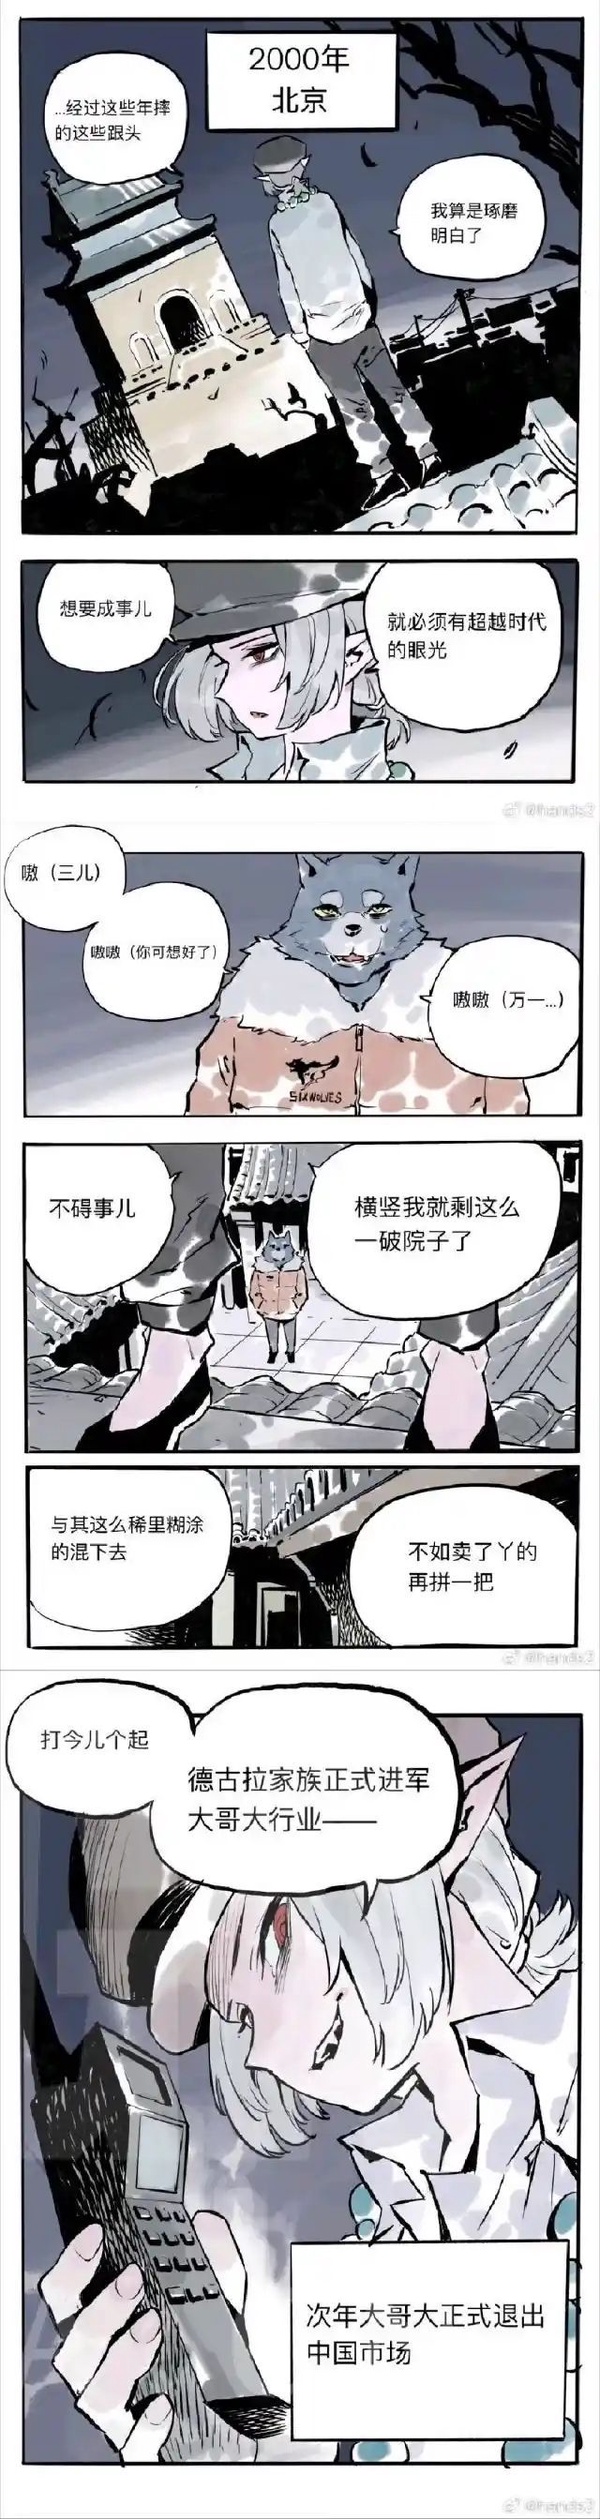 2000年
北京
...经过这些年摔
的这些跟头
我算是琢磨
明白了
想要成事儿
就必须有超越时代
的眼光
@hands2
嗷（三儿）
嗷嗷（你可想好了）
嗷嗷（万一...）
SIXWOLVES
不碍事儿
横竖我就剩这么
一破院子了
与其这么稀里糊涂
的混下去
不如卖了丫的
再拼一把
@hands2
打今儿个起
德古拉家族正式进军
大哥大行业——
次年大哥大正式退出
中国市场
@hands2